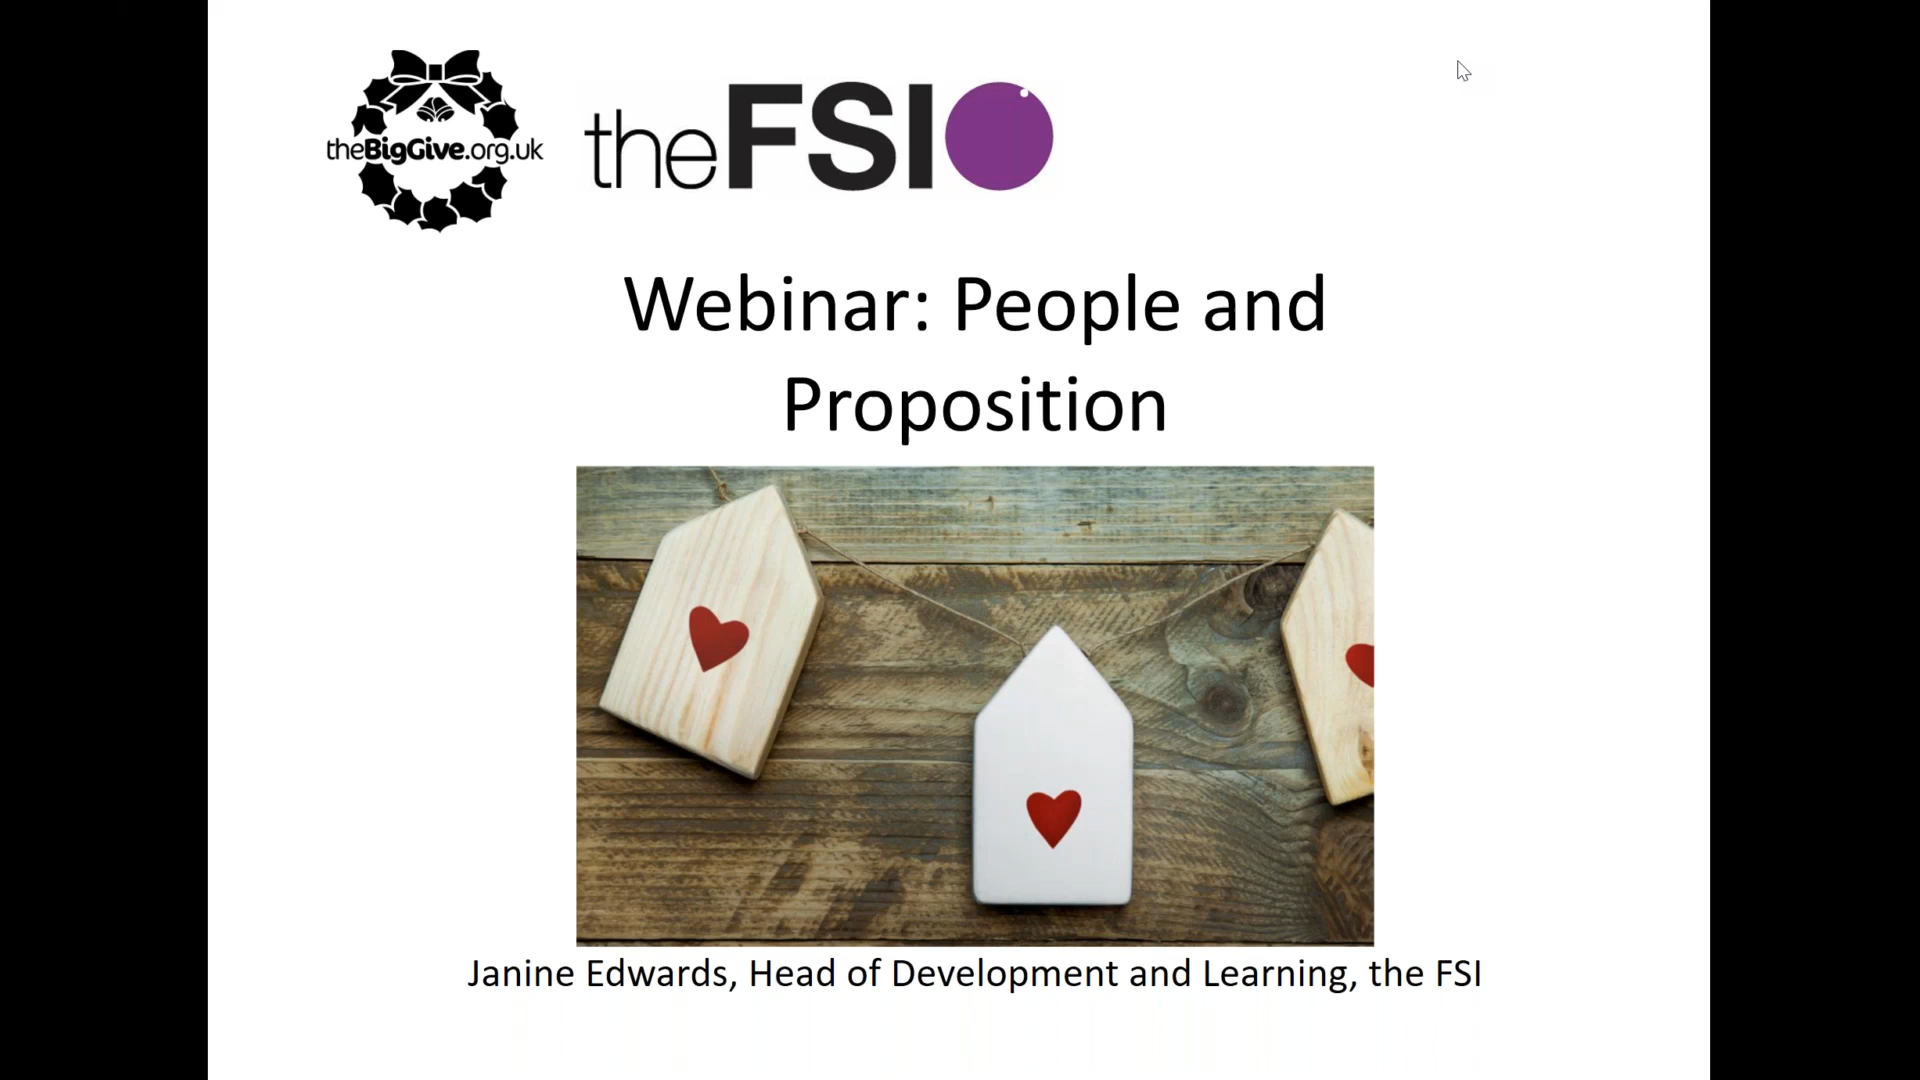 theBigGive.org.uk
theFSI
Webinar: People and
Proposition
Janine Edwards, Head of Development and Learning, the FSI